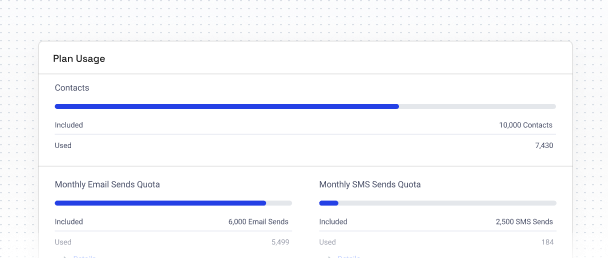 Plan Usage
Contacts
Included 10,000 Contacts
Used 7,430
Monthly Email Sends Quota
Included 6,000 Email Sends
Used 5,499
Monthly SMS Sends Quota
Included 2,500 SMS Sends
Used 184